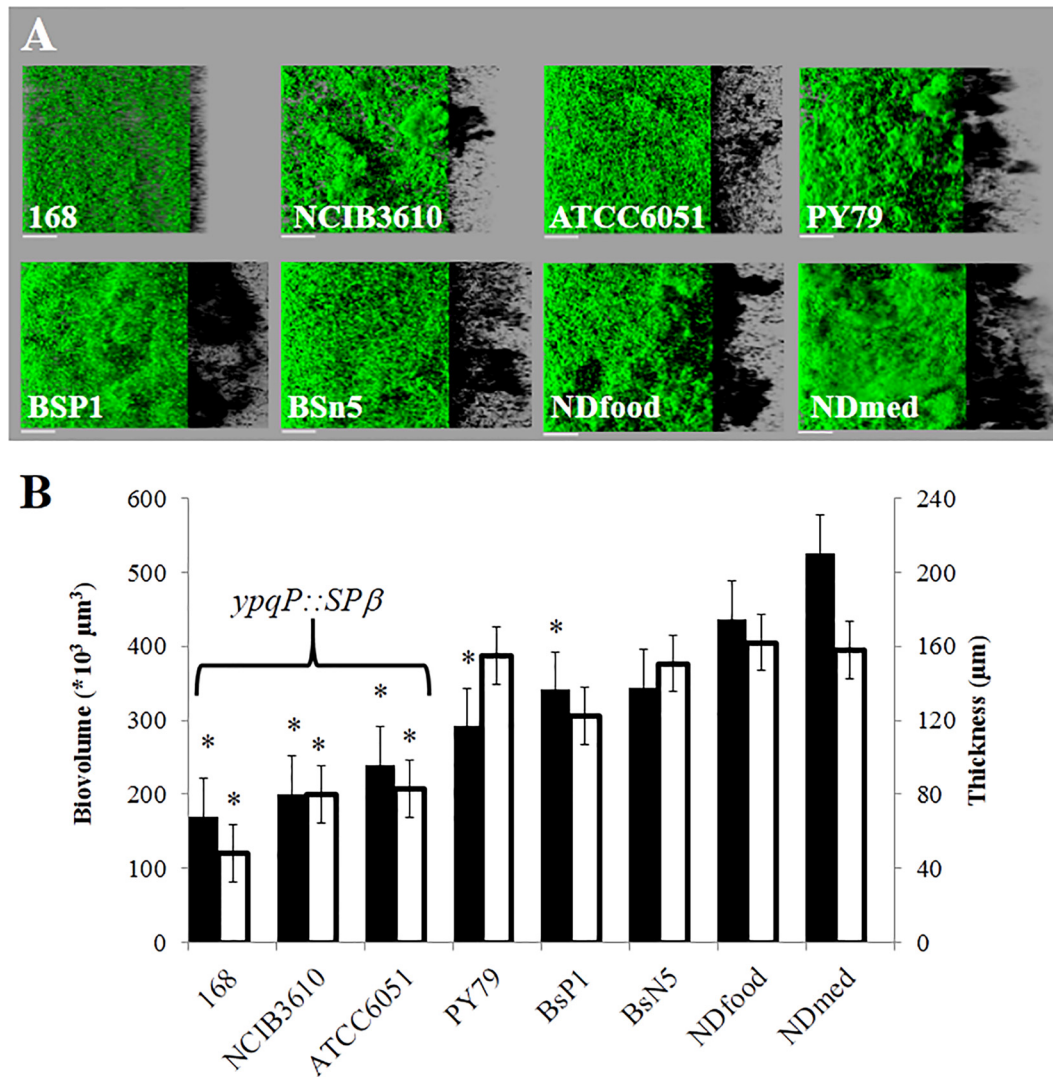 A
168
NCIB3610
ATCC6051
PY79
BSP1
BSn5
NDfood
NDmed
B
600
500
400
300
200
100
0
Biovolume (*10³ µm³)
ypqP::SPβ
* * * * * * * *
240
200
160
120
80
40
0
Thickness (µm)
168
NCIB3610
ATCC6051
PY79
BsP1
BsN5
NDfood
NDmed